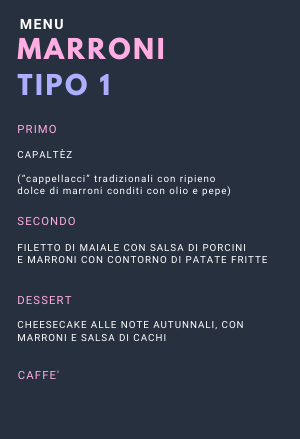 MENU
MARRONI
TIPO 1
PRIMO
CAPALTÈZ
("cappellacci” tradizionali con ripieno
dolce di marroni conditi con olio e pepe)
SECONDO
FILETTO DI MAIALE CON SALSA DI PORCINI
E MARRONI CON CONTORNO DI PATATE FRITTE
DESSERT
CHEESECAKE ALLE NOTE AUTUNNALI, CON
MARRONI E SALSA DI CACHI
CAFFE'